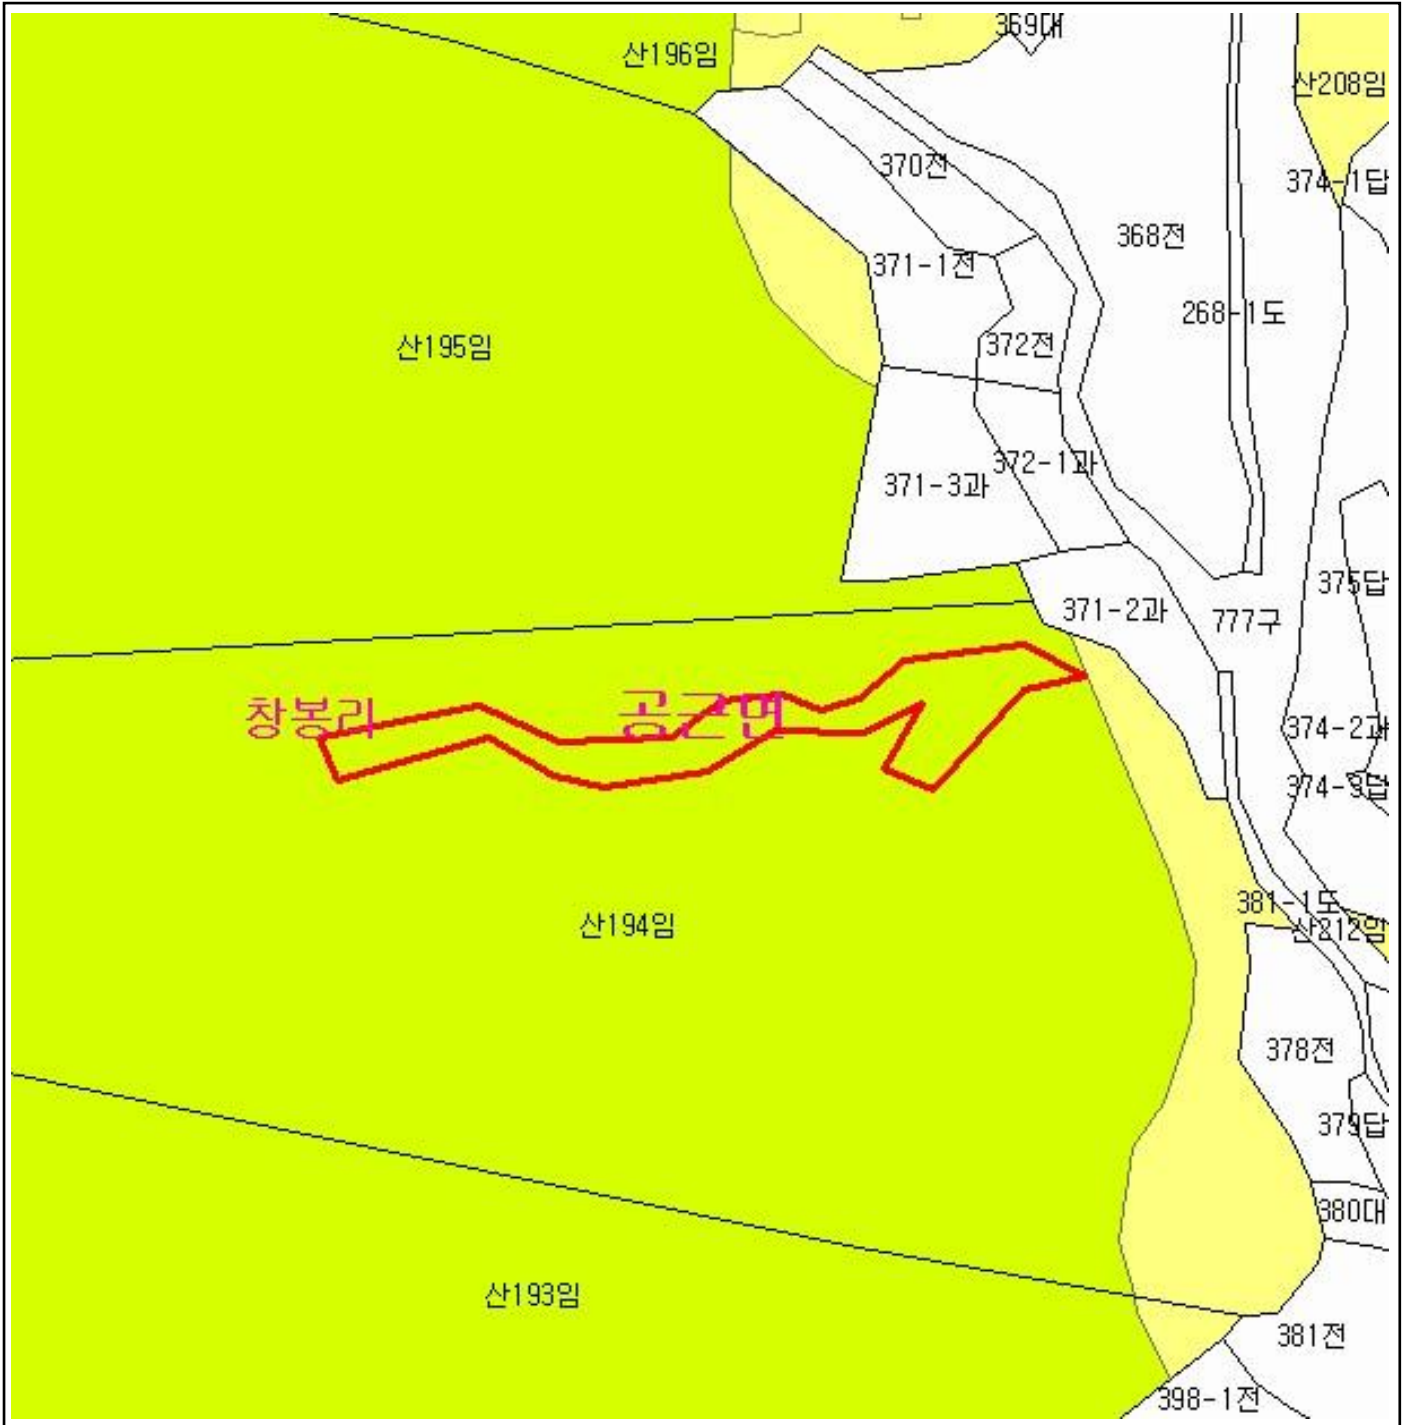 369대
산196임
산208임
370전
374-1답
368전
371-1전
268-1도
372전
산195임
372-1과
371-3과
375답
371-2과
777구
창봉리
공근면
374-2과
374-3답
381-1도
산194임
산212임
378전
379답
380대
산193임
381전
398-1전